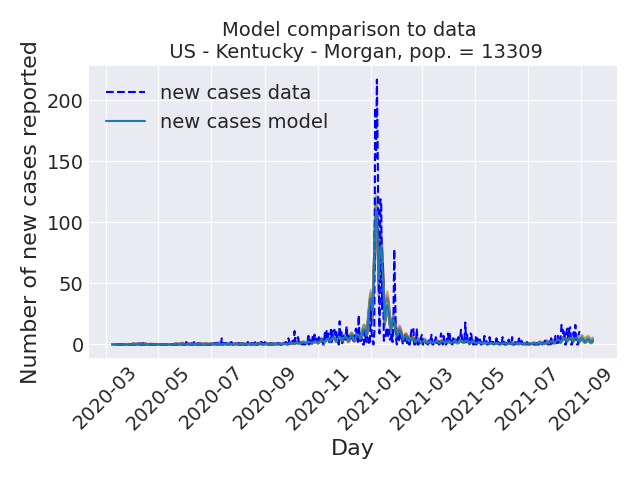 Model comparison to data
US - Kentucky - Morgan, pop. = 13309
Number of new cases reported
new cases data
new cases model
200
150
100
50
0
2020-03
2020-05
2020-07
2020-09
2020-11
2021-01
2021-03
2021-05
2021-07
2021-09
Day